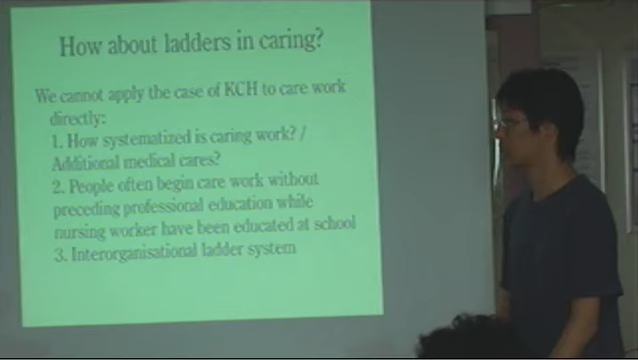 How about ladders in caring?
We cannot apply the case of KCH to care work
directly:
1. How systematized is caring work? /
Additional medical cares?
2. People often begin care work without
preceding professional education while
nursing worker have been educated at school
3. Interorganisational ladder system